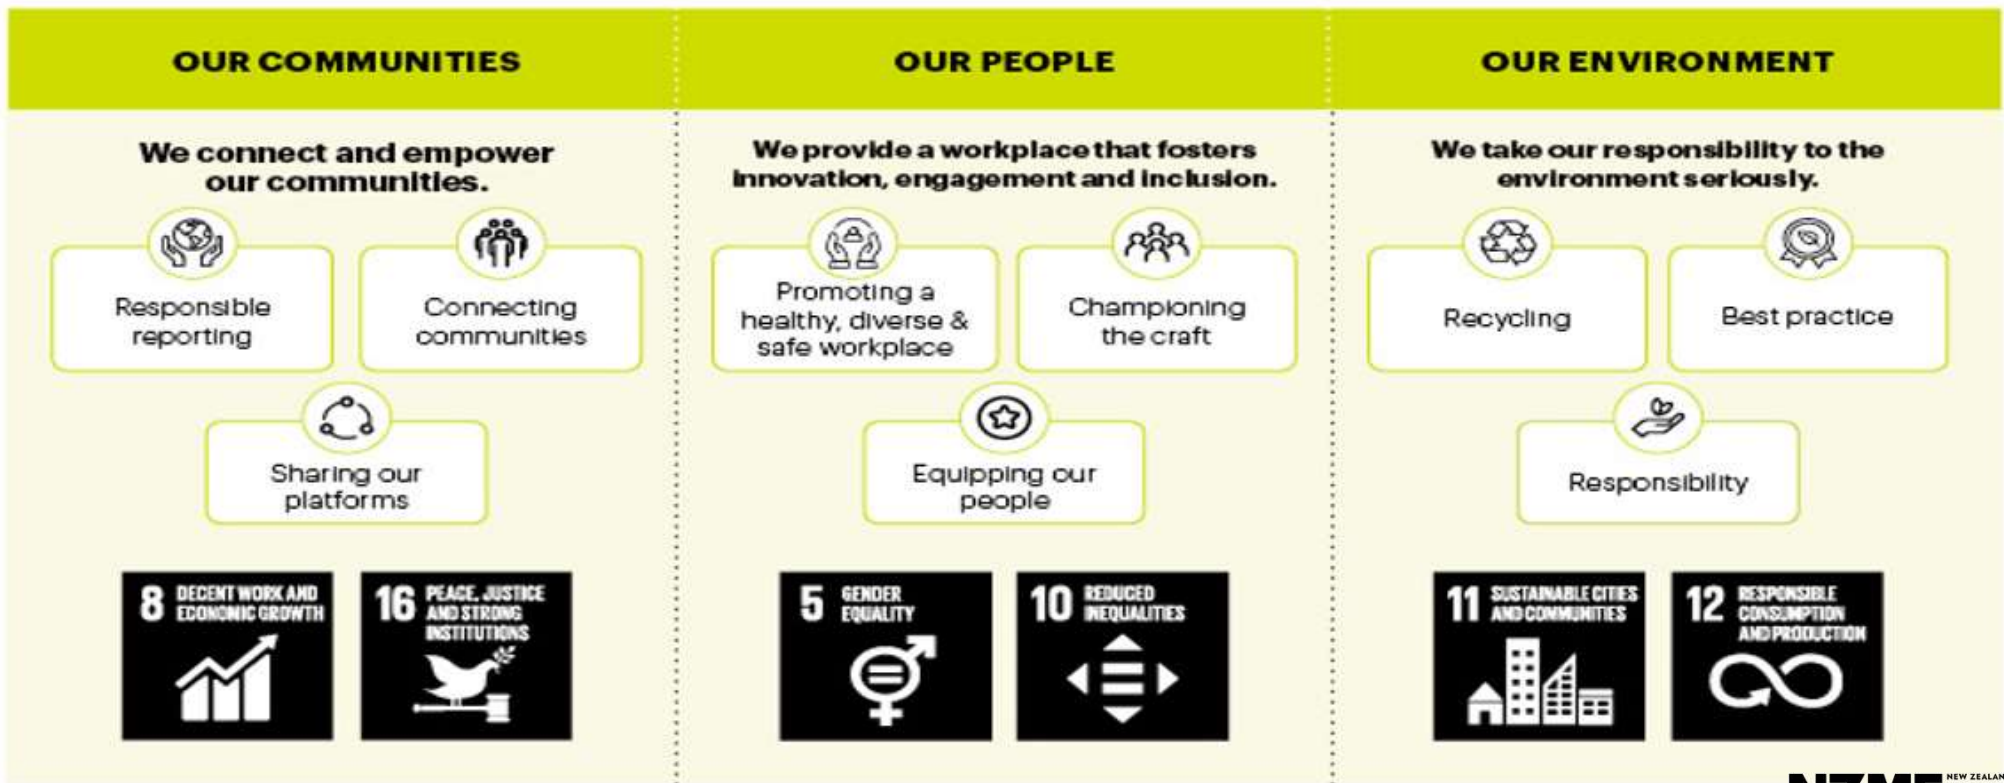 OUR COMMUNITIES
We connect and empower
our communities.
Responsible
reporting
Connecting
communities
Sharing our
platforms
8 DECENT WORK AND
ECONOMIC GROWTH
16 PEACE, JUSTICE
AND STRONG
INSTITUTIONS
OUR PEOPLE
We provide a workplace that fosters
innovation, engagement and inclusion.
Promoting a
healthy, diverse &
safe workplace
Championing
the craft
Equipping our
people
5 GENDER
EQUALITY
10 REDUCED
INEQUALITIES
OUR ENVIRONMENT
We take our responsibility to the
environment seriously.
Recycling
Best practice
Responsibility
11 SUSTAINABLE CITIES
AND COMMUNITIES
12 RESPONSIBLE
CONSUMPTION
AND PRODUCTION